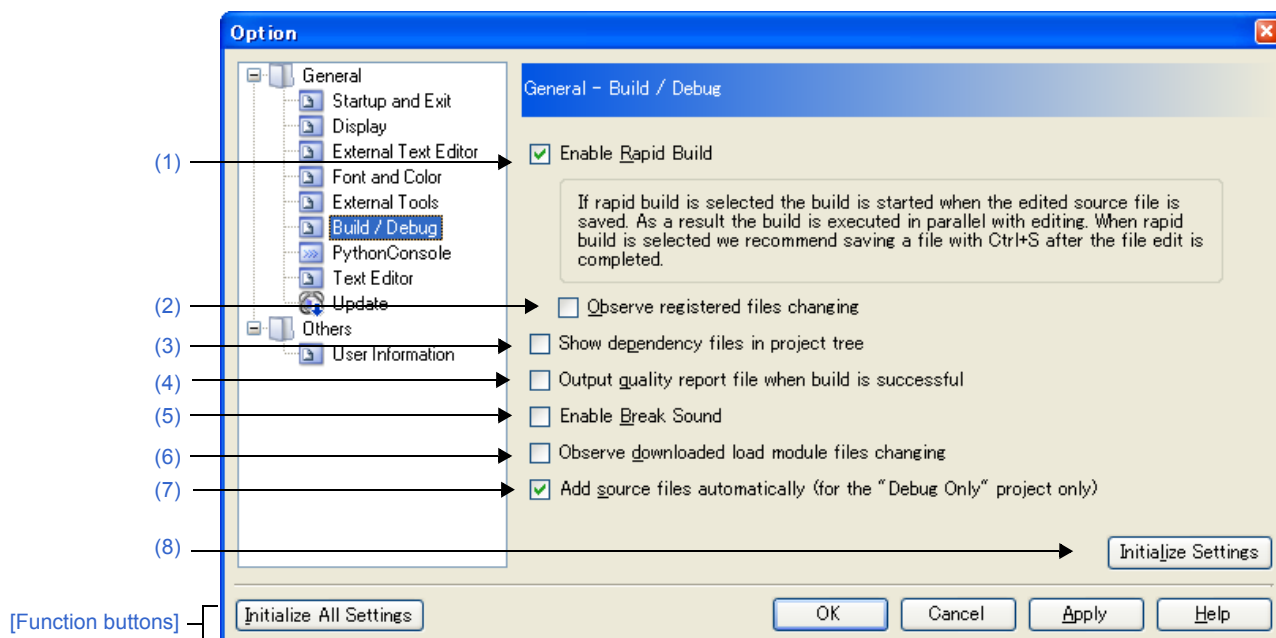 Option
General
Startup and Exit
Display
External Text Editor
Font and Color
External Tools
Build / Debug
PythonConsole
Text Editor
Update
Others
User Information
General - Build / Debug
(1)
Enable Rapid Build
If rapid build is selected the build is started when the edited source file is
saved. As a result the build is executed in parallel with editing. When rapid
build is selected we recommend saving a file with Ctrl+S after the file edit is
completed.
(2)
Observe registered files changing
(3)
Show dependency files in project tree
(4)
Output quality report file when build is successful
(5)
Enable Break Sound
(6)
Observe downloaded load module files changing
(7)
Add source files automatically (for the "Debug Only" project only)
(8)
Initialize Settings
[Function buttons]
Initialize All Settings
OK
Cancel
Apply
Help